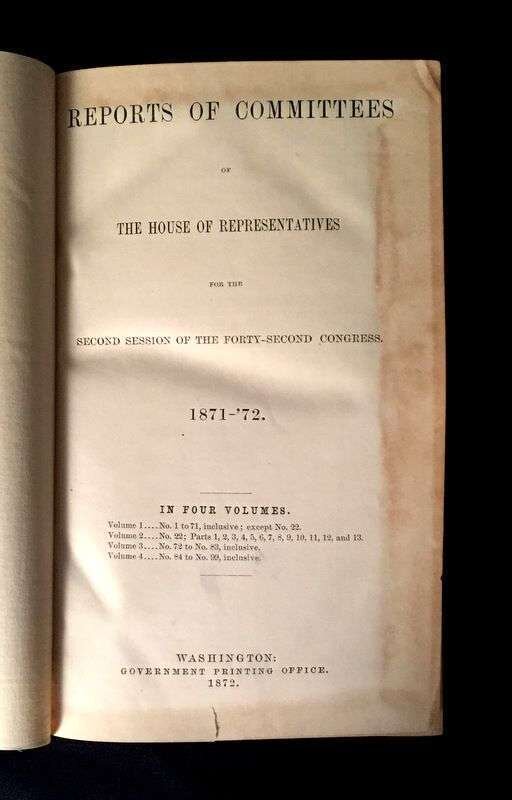 REPORTS OF COMMITTEES
OF
THE HOUSE OF REPRESENTATIVES
FOR THE
SECOND SESSION OF THE FORTY-SECOND CONGRESS.
1871-'72.
IN FOUR VOLUMES.
Volume 1....No. 1 to 71, inclusive; except No. 22.
Volume 2....No. 22; Parts 1, 2, 3, 4, 5, 6, 7, 8, 9, 10, 11, 12, and 13.
Volume 3....No. 72 to No. 83, inclusive.
Volume 4....No. 84 to No. 99, inclusive.
WASHINGTON:
GOVERNMENT PRINTING OFFICE.
1872.